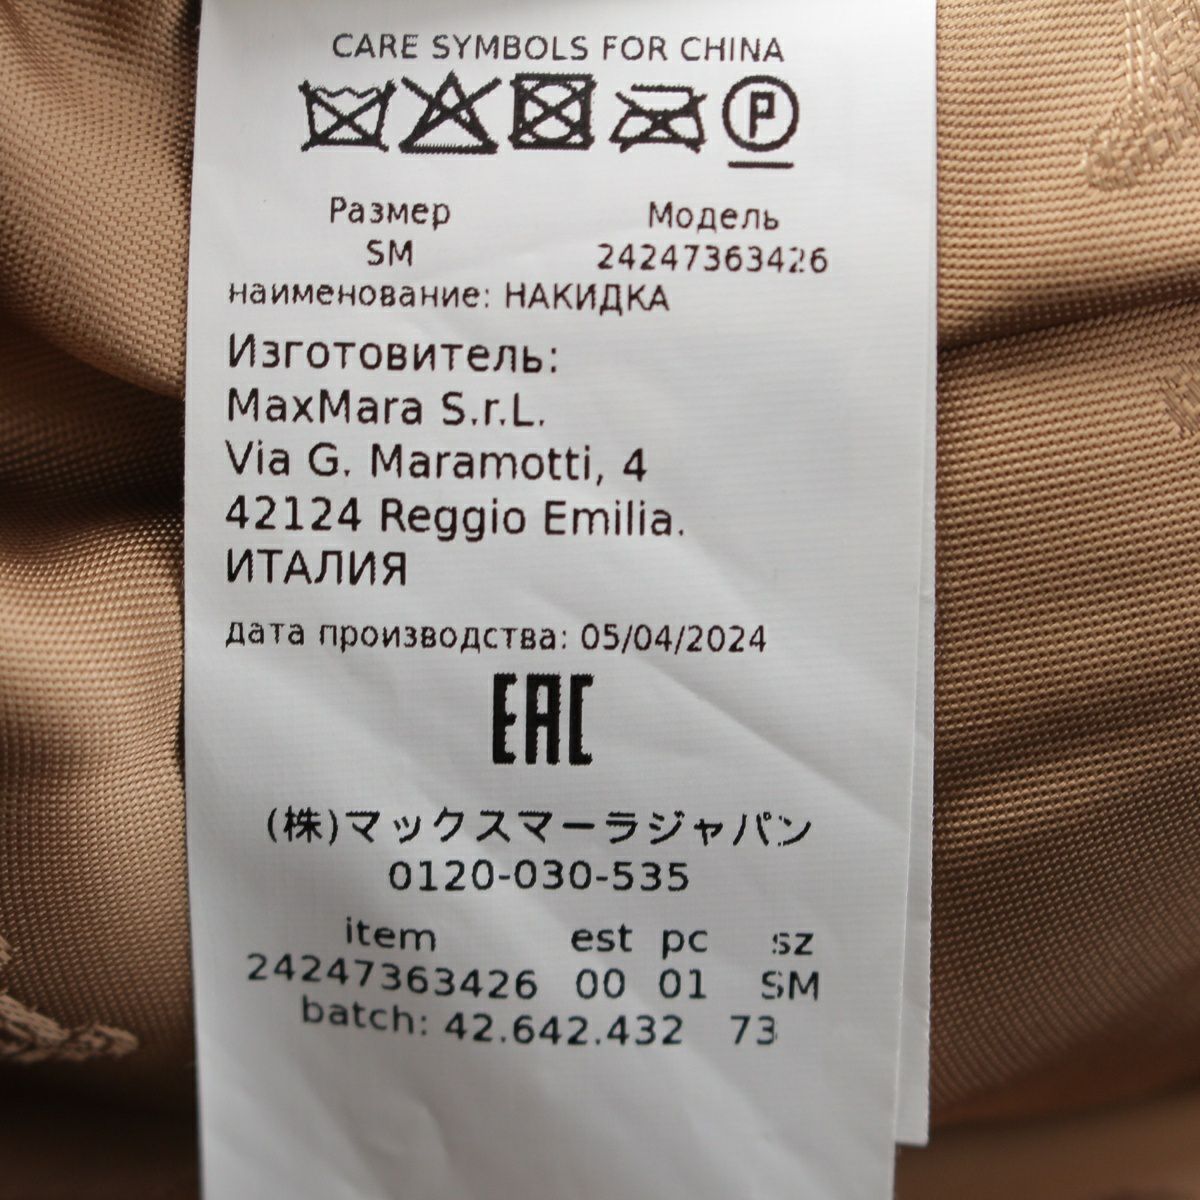 CARE SYMBOLS FOR CHINA
P
Размер Модель
SM 24247363426
наименование: НАКИДКА
Изготовитель:
MaxMara S.r.L.
Via G. Maramotti, 4
42124 Reggio Emilia.
ИТАЛИЯ
дата производства: 05/04/2024
EAC
(株)マックスマーラジャパン
0120-030-535
item est pc sz
24247363426 00 01 SM
batch: 42.642.432 73